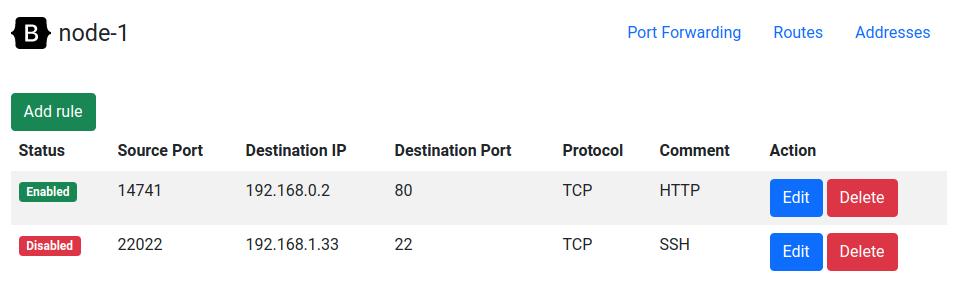 B node-1 Port Forwarding Routes Addresses
Add rule
Status Source Port Destination IP Destination Port Protocol Comment Action
Enabled 14741 192.168.0.2 80 TCP HTTP Edit Delete
Disabled 22022 192.168.1.33 22 TCP SSH Edit Delete